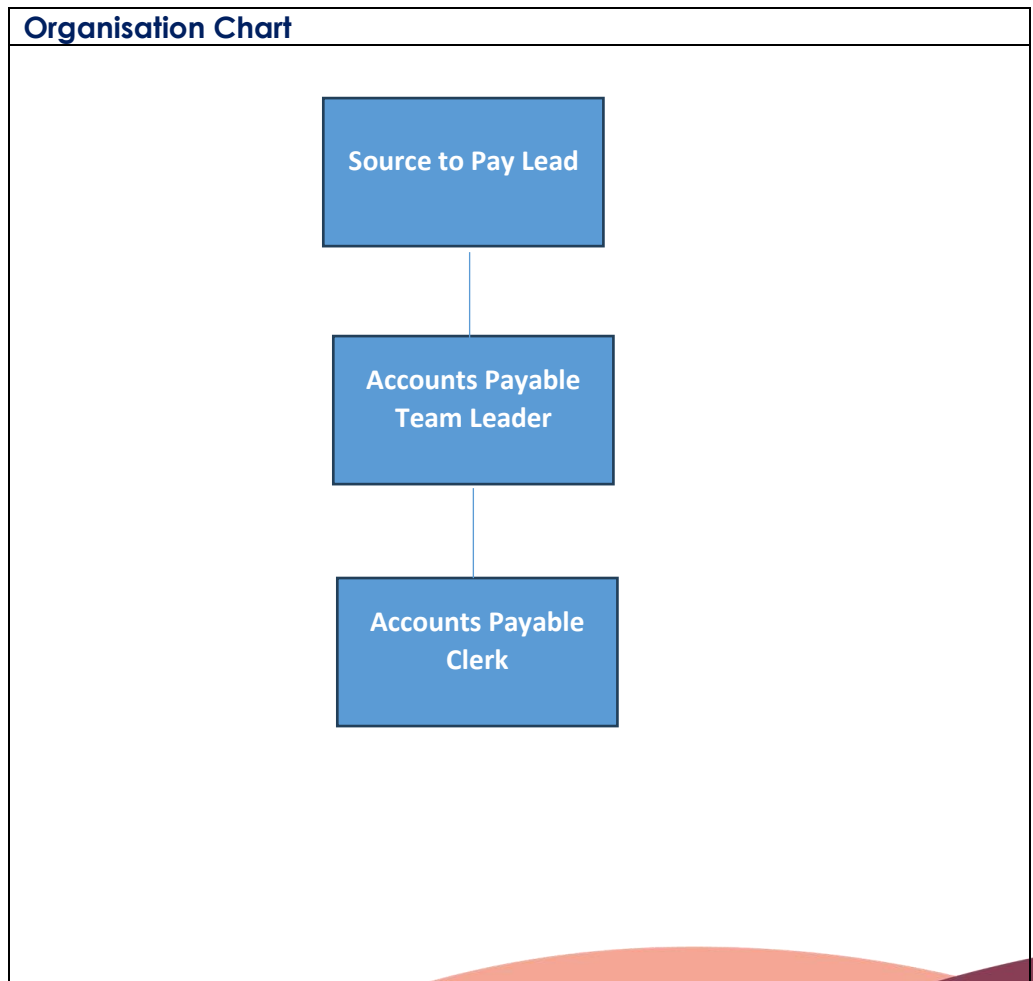 Organisation Chart
Source to Pay Lead
Accounts Payable
Team Leader
Accounts Payable
Clerk